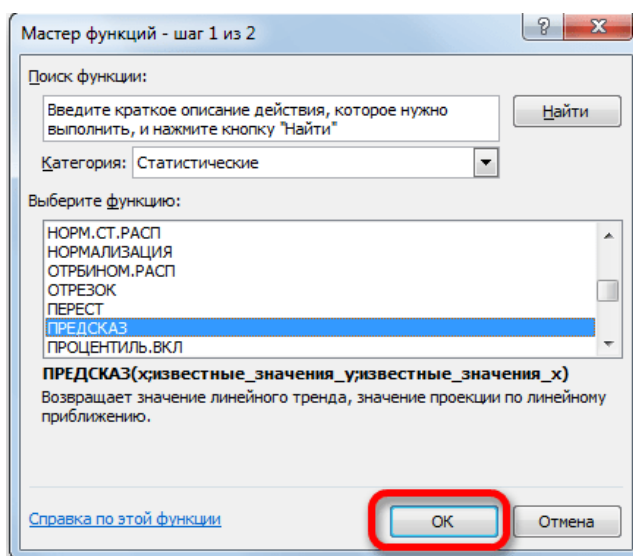 Мастер функций - шаг 1 из 2
?
X
Поиск функции:
Введите краткое описание действия, которое нужно
выполнить, и нажмите кнопку "Найти"
Найти
Категория: Статистические
Выберите функцию:
НОРМ.СТ.РАСП
НОРМАЛИЗАЦИЯ
ОТРБИНОМ.РАСП
ОТРЕЗОК
ПЕРЕСТ
ПРЕДСКАЗ
ПРОЦЕНТИЛЬ.ВКЛ
ПРЕДСКАЗ(x;известные_значения_y;известные_значения_x)
Возвращает значение линейного тренда, значение проекции по линейному
приближению.
Справка по этой функции
ОК
Отмена